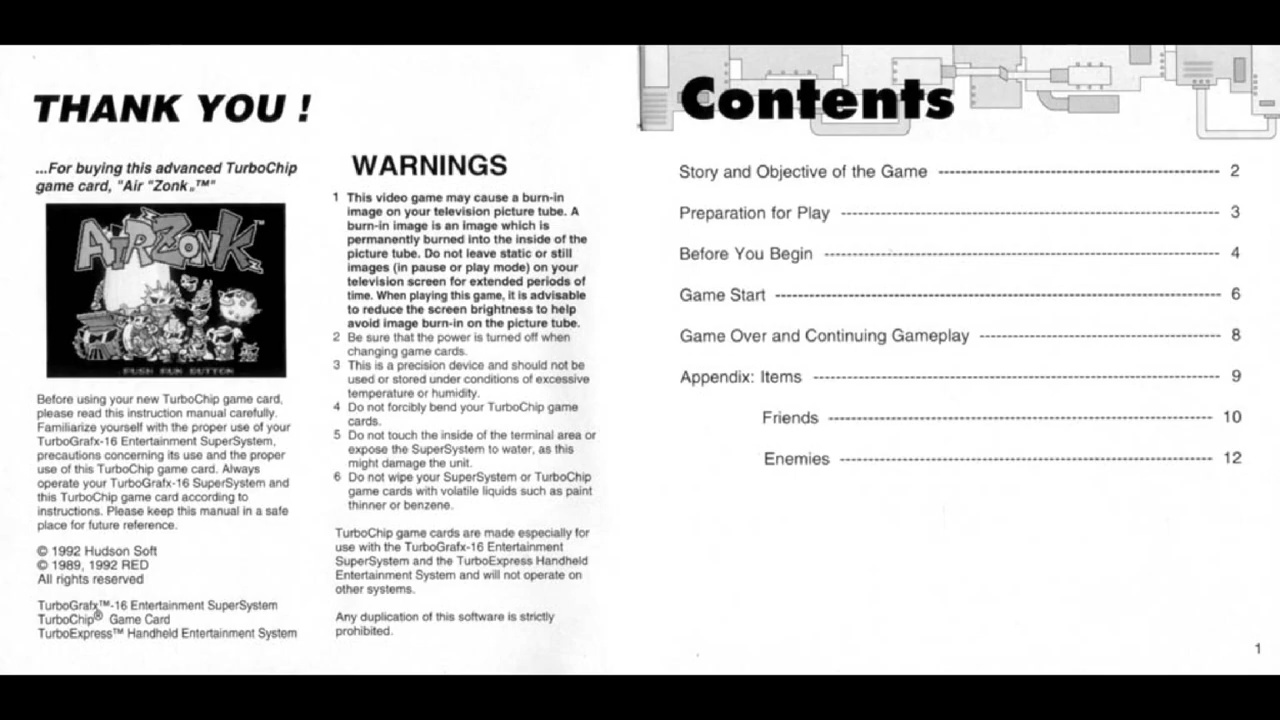 THANK YOU !
...For buying this advanced TurboChip
game card, "Air "Zonk„™"
AIR ZONK™
PUSH RUN BUTTON
Before using your new TurboChip game card,
please read this instruction manual carefully.
Familiarize yourself with the proper use of your
TurboGrafx-16 Entertainment SuperSystem,
precautions concerning its use and the proper
use of this TurboChip game card. Always
operate your TurboGrafx-16 SuperSystem and
this TurboChip game card according to
instructions. Please keep this manual in a safe
place for future reference.
© 1992 Hudson Soft
© 1989, 1992 RED
All rights reserved
TurboGrafx™-16 Entertainment SuperSystem
TurboChip® Game Card
TurboExpress™ Handheld Entertainment System
WARNINGS
1 This video game may cause a burn-in
image on your television picture tube. A
burn-in image is an image which is
permanently burned into the inside of the
picture tube. Do not leave static or still
images (in pause or play mode) on your
television screen for extended periods of
time. When playing this game, it is advisable
to reduce the screen brightness to help
avoid image burn-in on the picture tube.
2 Be sure that the power is turned off when
changing game cards.
3 This is a precision device and should not be
used or stored under conditions of excessive
temperature or humidity.
4 Do not forcibly bend your TurboChip game
cards.
5 Do not touch the inside of the terminal area or
expose the SuperSystem to water, as this
might damage the unit.
6 Do not wipe your SuperSystem or TurboChip
game cards with volatile liquids such as paint
thinner or benzene.
TurboChip game cards are made especially for
use with the TurboGrafx-16 Entertainment
SuperSystem and the TurboExpress Handheld
Entertainment System and will not operate on
other systems.
Any duplication of this software is strictly
prohibited.
Contents
Story and Objective of the Game 2
Preparation for Play 3
Before You Begin 4
Game Start 6
Game Over and Continuing Gameplay 8
Appendix: Items 9
Friends 10
Enemies 12
1